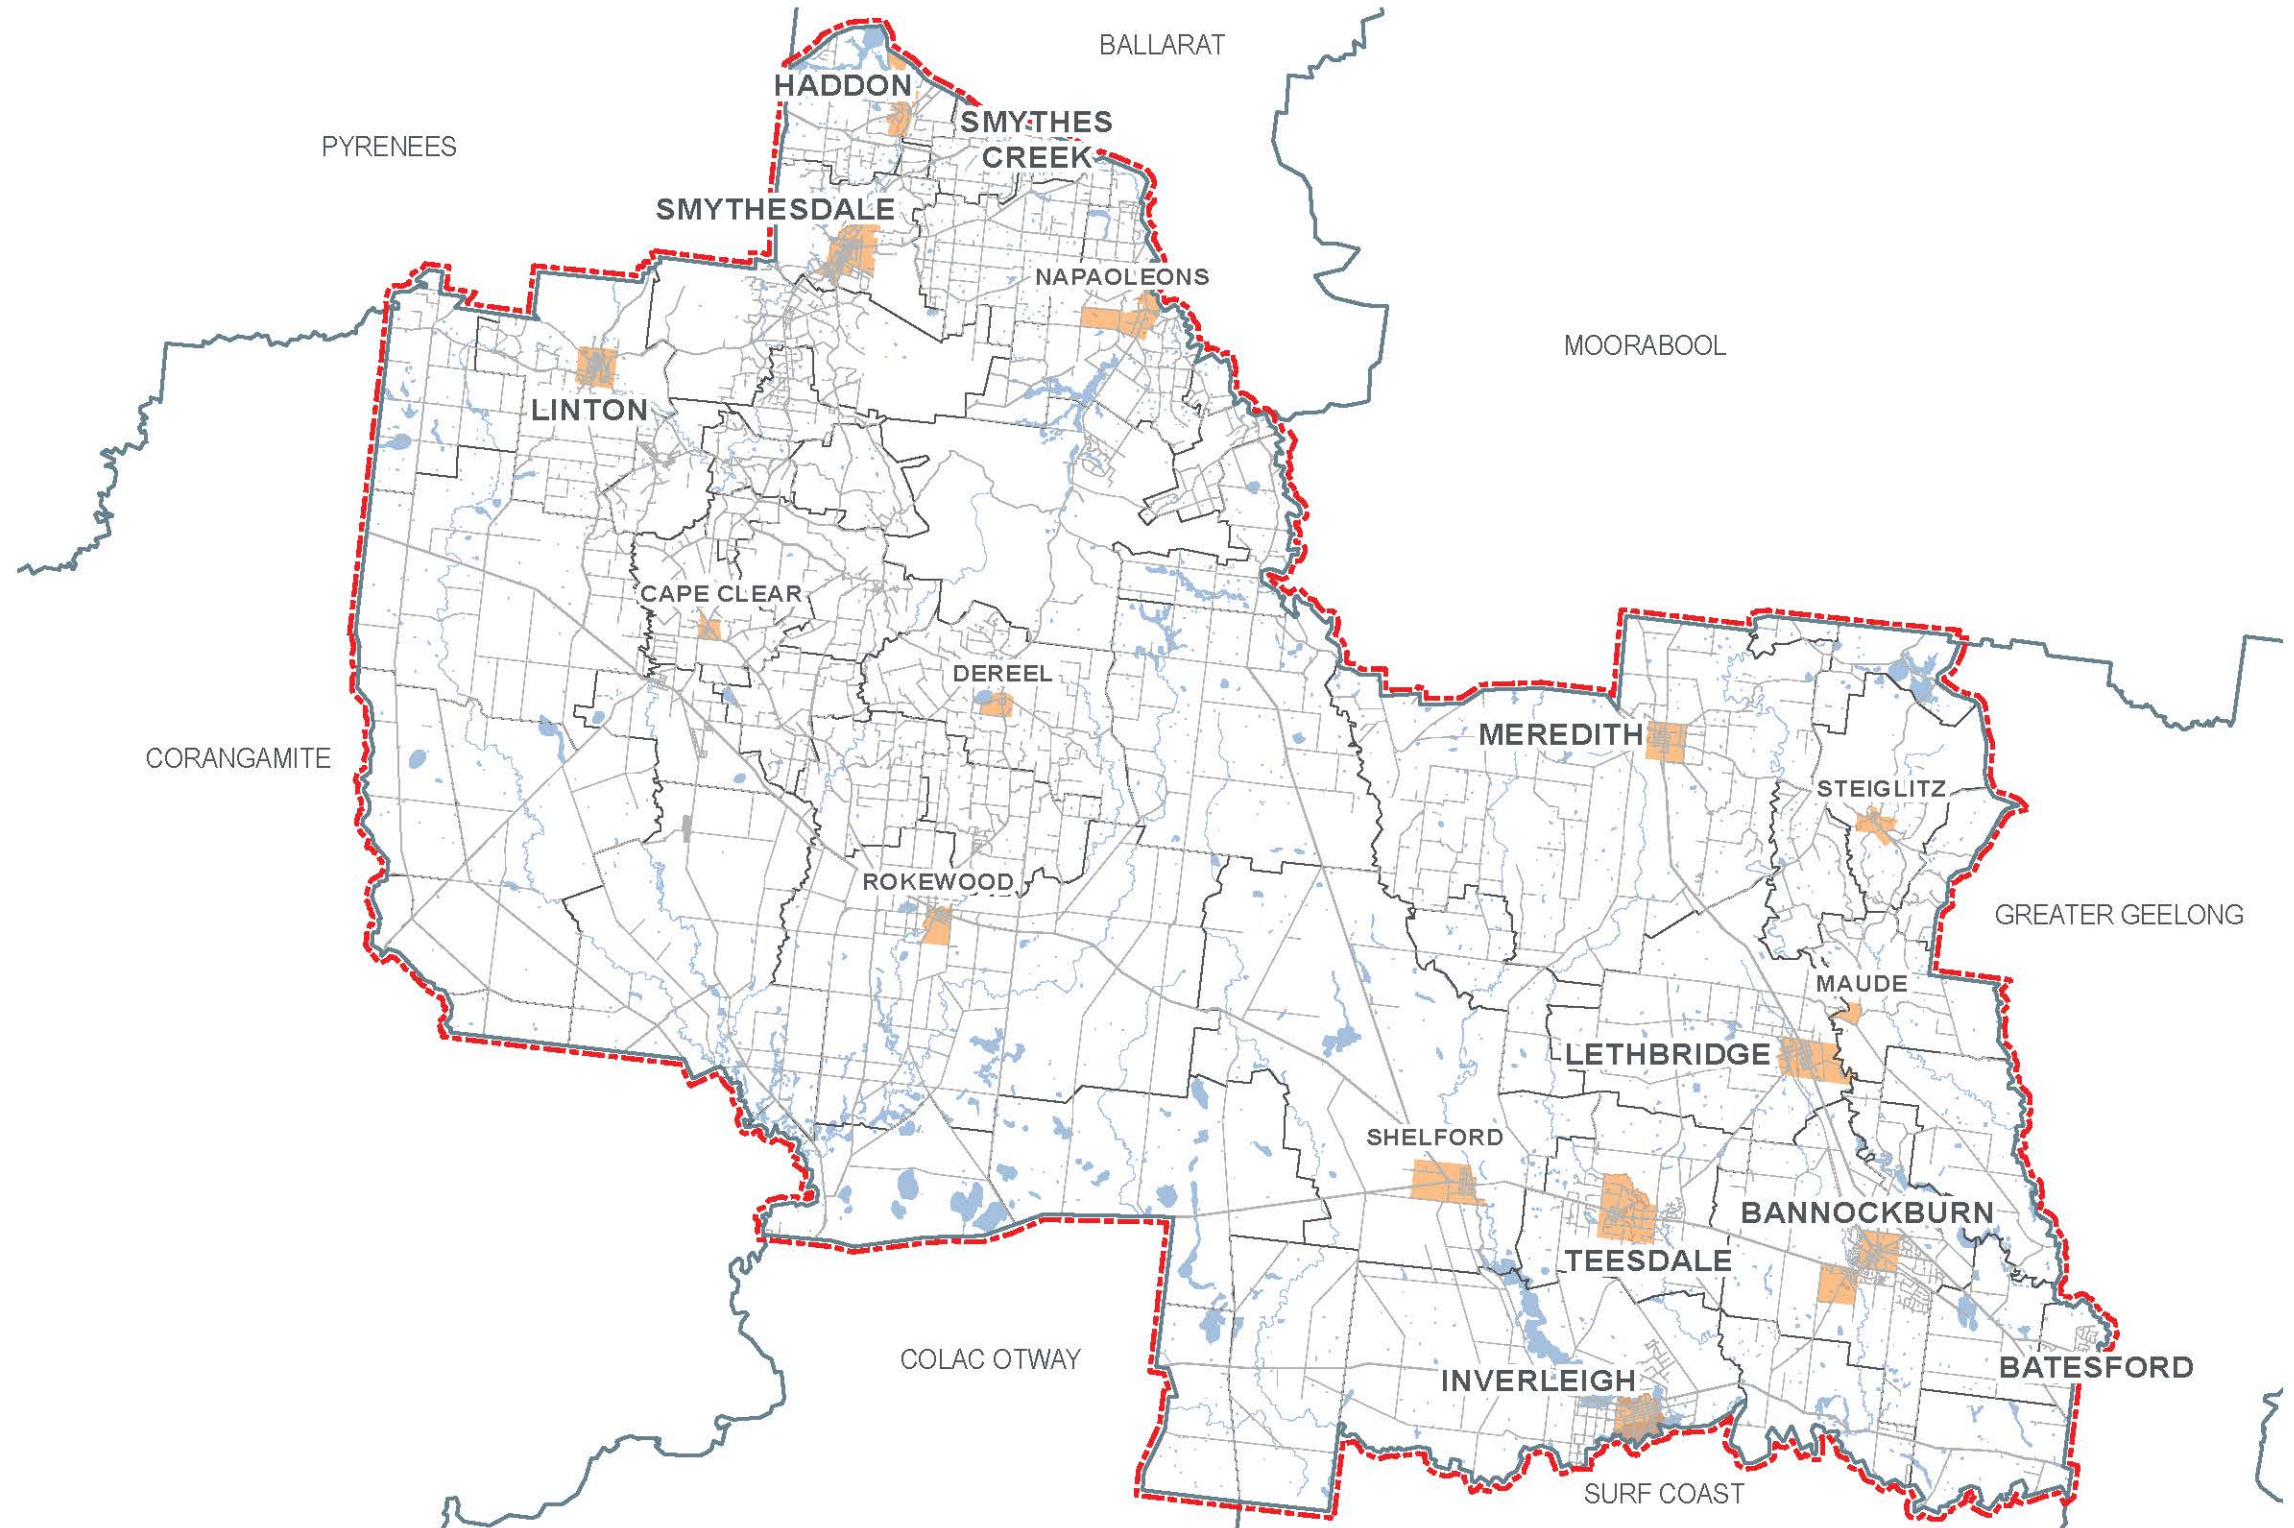 BALLARAT
HADDON
SMYTHES
CREEK
PYRENEES
SMYTHESDALE
NAPAOLEONS
MOORABOOL
LINTON
CAPE CLEAR
DEREEL
MEREDITH
CORANGAMITE
STEIGLITZ
ROKEWOOD
GREATER GEELONG
MAUDE
LETHBRIDGE
SHELFORD
BANNOCKBURN
TEESDALE
COLAC OTWAY
BATESFORD
INVERLEIGH
SURF COAST